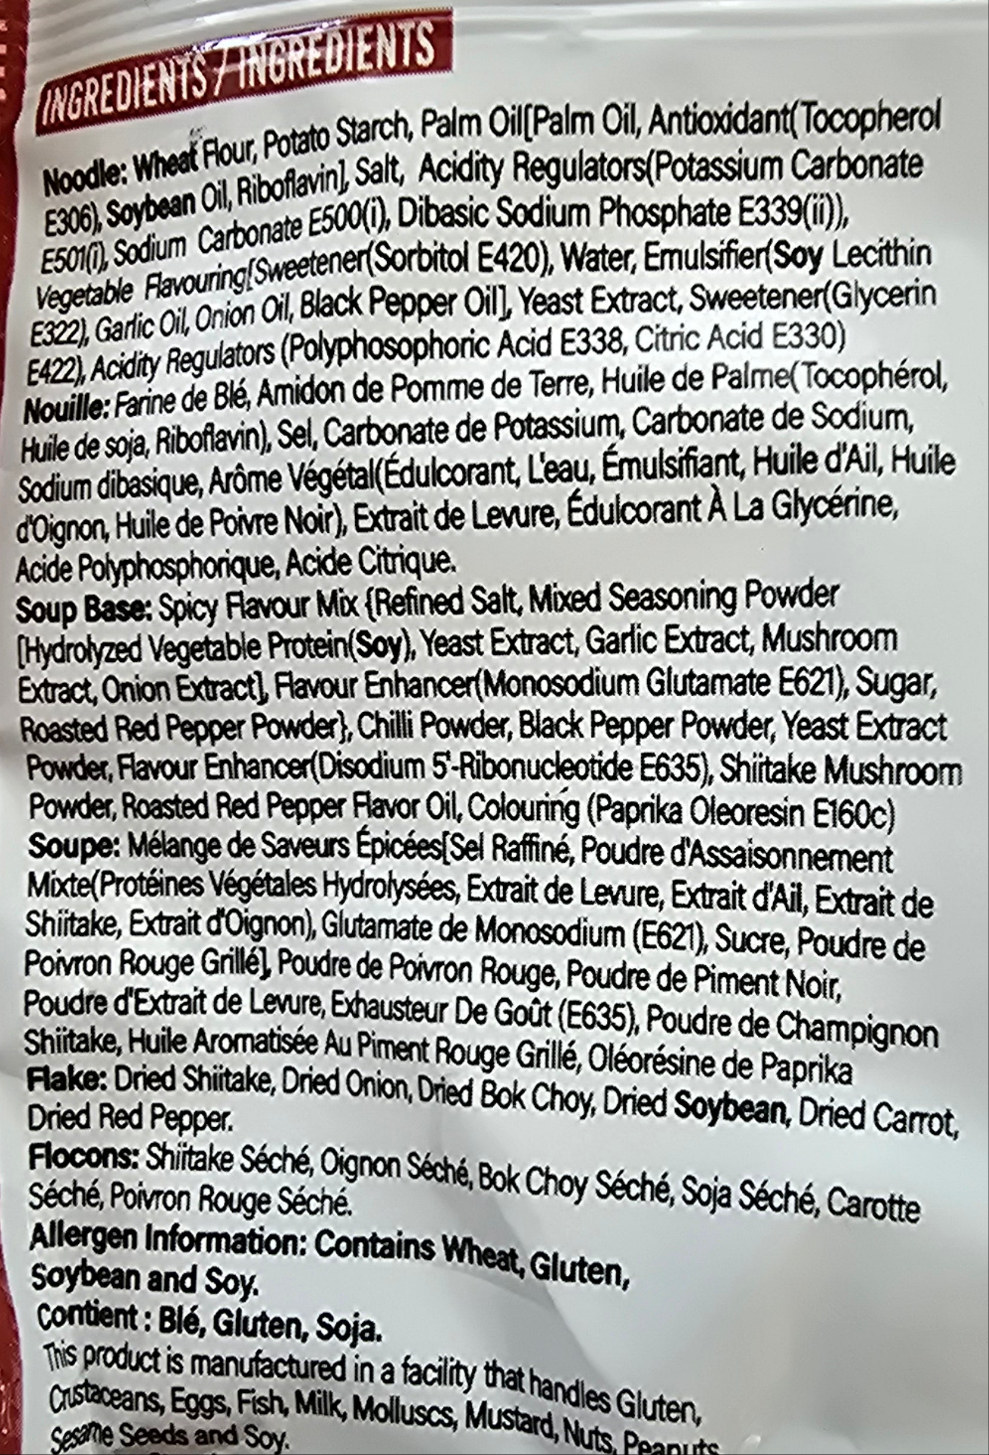 INGREDIENTS / INGRÉDIENTS
Noodle: Wheat Flour, Potato Starch, Palm Oil[Palm Oil, Antioxidant(Tocopherol
E306), Soybean Oil, Riboflavin], Salt, Acidity Regulators(Potassium Carbonate
E501(i), Sodium Carbonate E500(i), Dibasic Sodium Phosphate E339(ii)),
Vegetable Flavouring[Sweetener(Sorbitol E420), Water, Emulsifier(Soy Lecithin
E322), Garlic Oil, Onion Oil, Black Pepper Oil], Yeast Extract, Sweetener(Glycerin
E422), Acidity Regulators (Polyphosophoric Acid E338, Citric Acid E330)
Nouille: Farine de Blé, Amidon de Pomme de Terre, Huile de Palme(Tocophérol,
Huile de soja, Riboflavin), Sel, Carbonate de Potassium, Carbonate de Sodium,
Sodium dibasique, Arôme Végétal(Édulcorant, L'eau, Émulsifiant, Huile d'Ail, Huile
d'Oignon, Huile de Poivre Noir), Extrait de Levure, Édulcorant À La Glycérine,
Acide Polyphosphorique, Acide Citrique.
Soup Base: Spicy Flavour Mix {Refined Salt, Mixed Seasoning Powder
[Hydrolyzed Vegetable Protein(Soy), Yeast Extract, Garlic Extract, Mushroom
Extract, Onion Extract], Flavour Enhancer(Monosodium Glutamate E621), Sugar,
Roasted Red Pepper Powder}, Chilli Powder, Black Pepper Powder, Yeast Extract
Powder, Flavour Enhancer(Disodium 5'-Ribonucleotide E635), Shiitake Mushroom
Powder, Roasted Red Pepper Flavor Oil, Colouring (Paprika Oleoresin E160c)
Soupe: Mélange de Saveurs Épicées[Sel Raffiné, Poudre d'Assaisonnement
Mixte(Protéines Végétales Hydrolysées, Extrait de Levure, Extrait d'Ail, Extrait de
Shiitake, Extrait d'Oignon), Glutamate de Monosodium (E621), Sucre, Poudre de
Poivron Rouge Grillé], Poudre de Poivron Rouge, Poudre de Piment Noir,
Poudre d'Extrait de Levure, Exhausteur De Goût (E635), Poudre de Champignon
Shiitake, Huile Aromatisée Au Piment Rouge Grillé, Oléorésine de Paprika
Flake: Dried Shiitake, Dried Onion, Dried Bok Choy, Dried Soybean, Dried Carrot,
Dried Red Pepper.
Flocons: Shiitake Séché, Oignon Séché, Bok Choy Séché, Soja Séché, Carotte
Séché, Poivron Rouge Séché.
Allergen Information: Contains Wheat, Gluten,
Soybean and Soy.
Contient : Blé, Gluten, Soja.
This product is manufactured in a facility that handles Gluten,
Crustaceans, Eggs, Fish, Milk, Molluscs, Mustard, Nuts, Peanuts
Sesame Seeds and Soy.